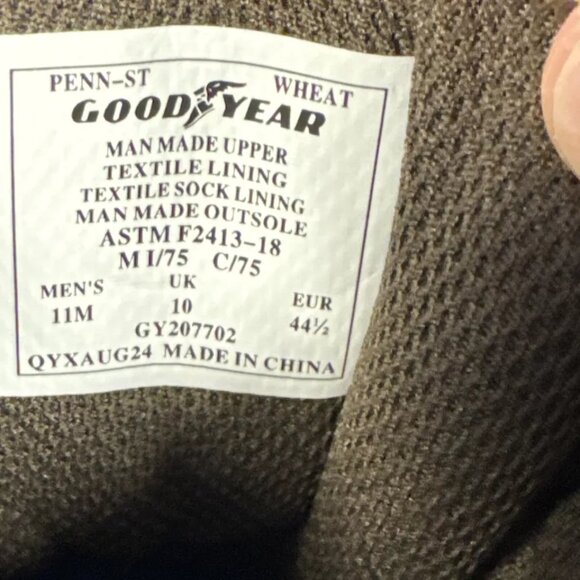 PENN-ST WHEAT
GOODYEAR
MAN MADE UPPER
TEXTILE LINING
TEXTILE SOCK LINING
MAN MADE OUTSOLE
ASTM F2413-18
M I/75 C/75
MEN'S UK EUR
11M 10 44½
GY207702
QYXAUG24 MADE IN CHINA